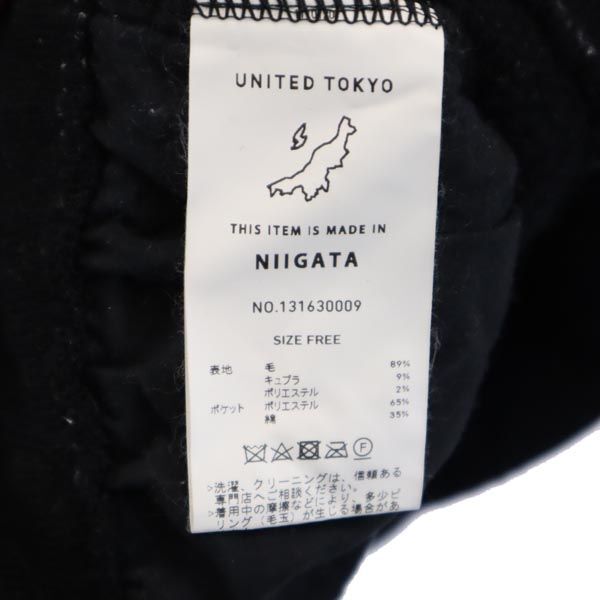 UNITED TOKYO
THIS ITEM IS MADE IN
NIIGATA
NO.131630009
SIZE FREE
表地 毛 89%
キュプラ 9%
ポリエステル 2%
ポケット ポリエステル 65%
綿 35%
F
>洗濯、クリーニングは、信頼ある
専門店へご相談ください。
>着用中の摩擦などにより、多少ピ
リング(毛玉)が生じる場合があ